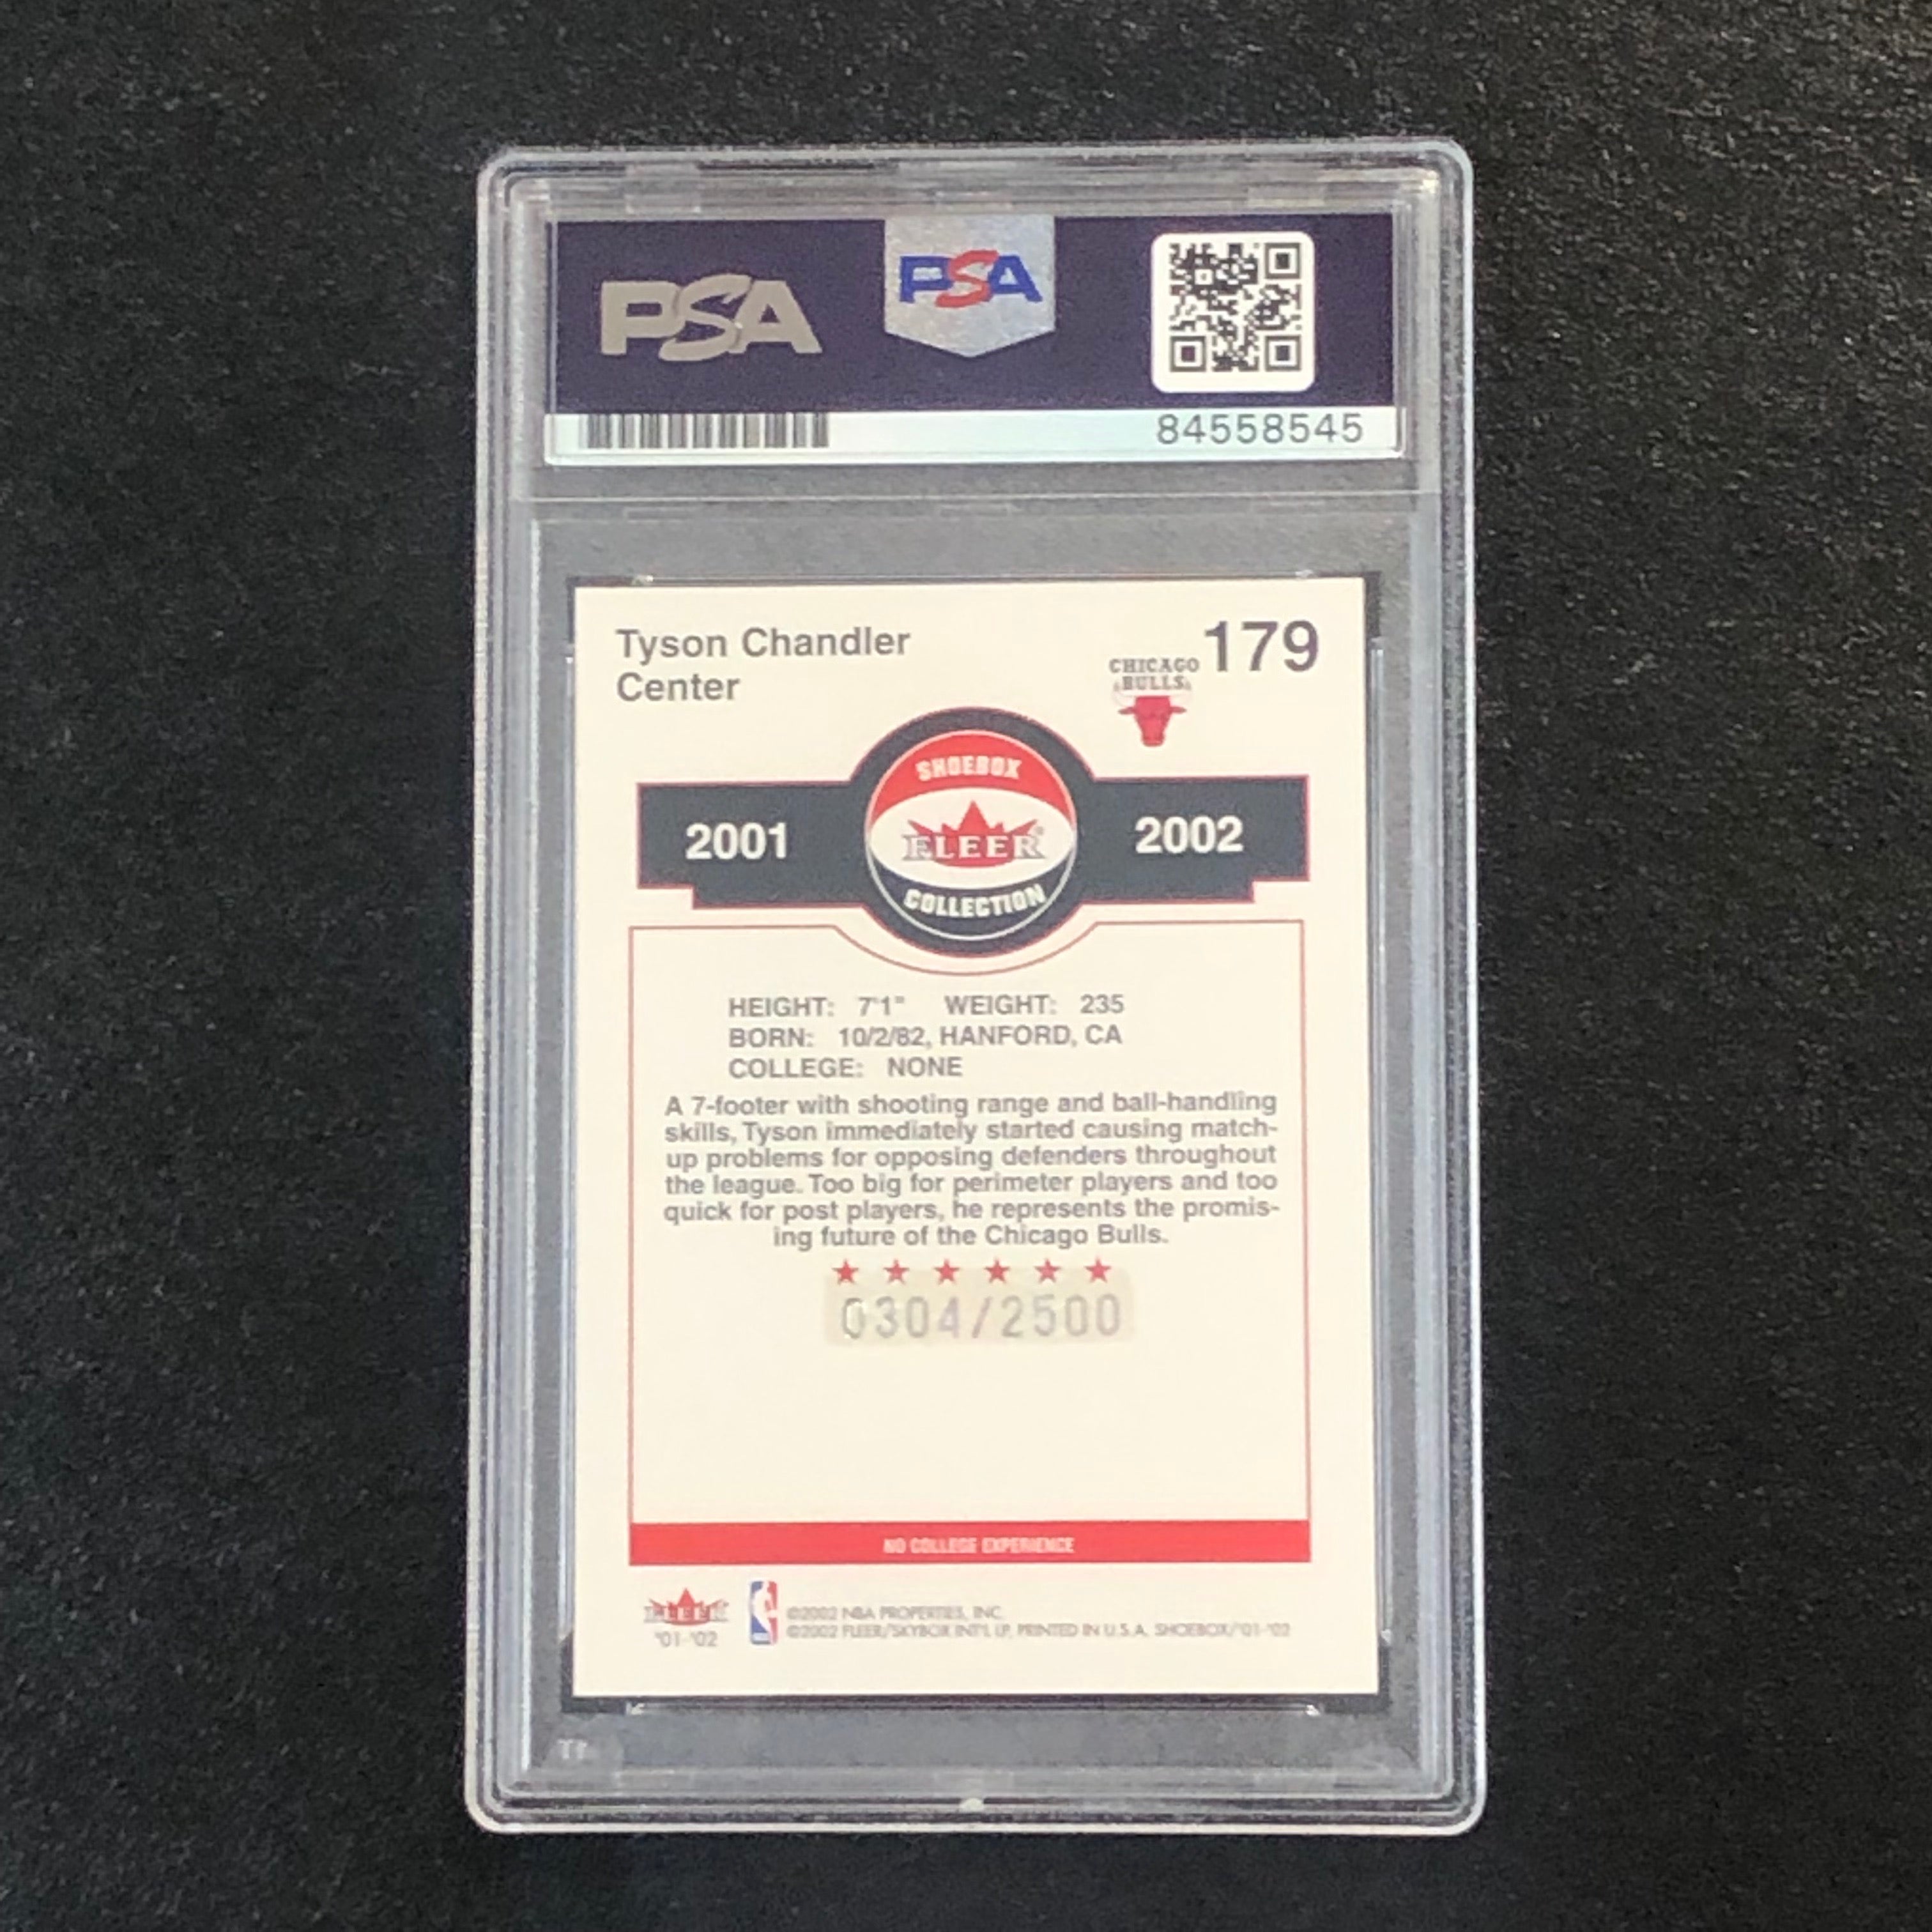 PSA
PSA
84558545
Tyson Chandler
Center
179
CHICAGO
BULLS
SHOEBOX
2001
FLEER
2002
COLLECTION
HEIGHT: 7'1" WEIGHT: 235
BORN: 10/2/82, HANFORD, CA
COLLEGE: NONE
A 7-footer with shooting range and ball-handling
skills, Tyson immediately started causing match-
up problems for opposing defenders throughout
the league. Too big for perimeter players and too
quick for post players, he represents the promis-
ing future of the Chicago Bulls.
0304/2500
NO COLLEGE EXPERIENCE
FLEER
'01-'02
©2002 NBA PROPERTIES, INC.
©2002 FLEER/SKYBOX INT'L LP, PRINTED IN U.S.A. SHOEBOX/'01-'02